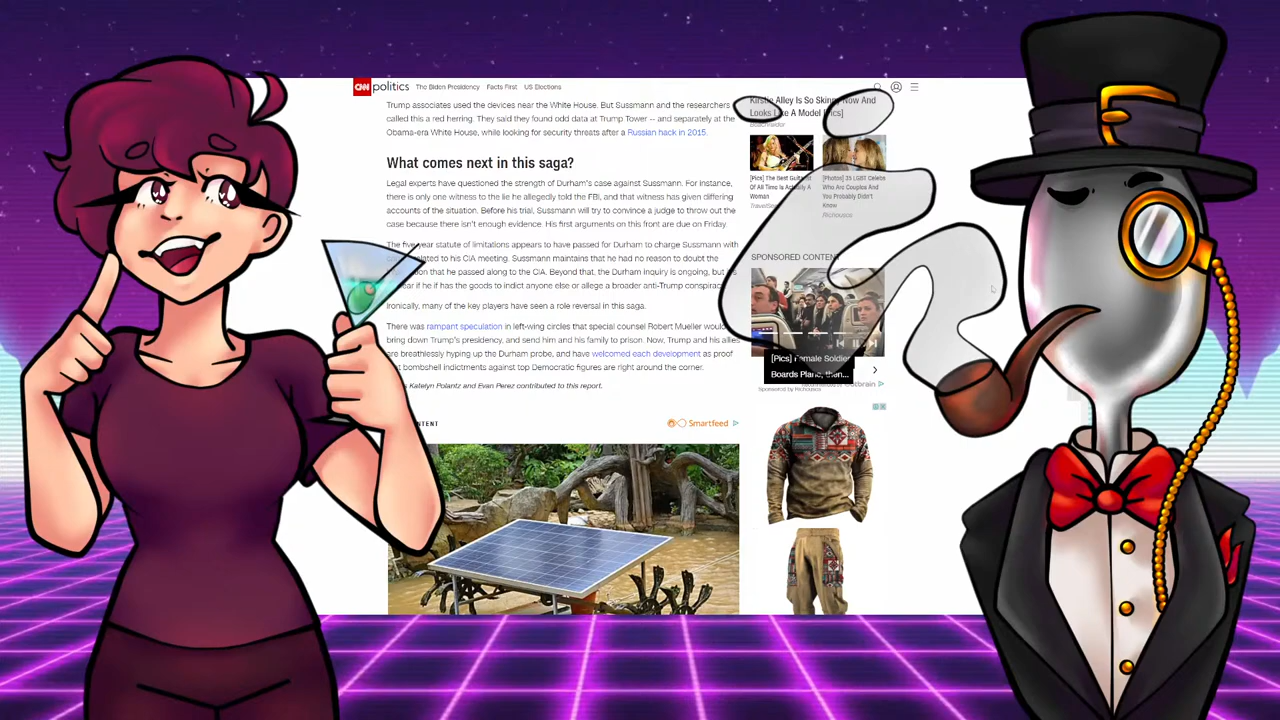 CNN politics The Biden Presidency Facts First US Elections
Trump associates used the devices near the White House. But Sussmann and the researchers
called this a red herring. They said they found odd data at Trump Tower -- and separately at the
Obama-era White House, while looking for security threats after a Russian hack in 2015.
What comes next in this saga?
Legal experts have questioned the strength of Durham's case against Sussmann. For instance,
there is only one witness to the lie he allegedly told the FBI, and that witness has given differing
accounts of the situation. Before his trial, Sussmann will try to convince a judge to throw out the
case because there isn't enough evidence. His first arguments on this front are due on Friday.
The five-year statute of limitations appears to have passed for Durham to charge Sussmann with
related to his CIA meeting. Sussmann maintains that he had no reason to doubt the
that he passed along to the CIA. Beyond that, the Durham inquiry is ongoing, but
if he has the goods to indict anyone else or allege a broader anti-Trump conspiracy.
Ironically, many of the key players have seen a role reversal in this saga.
There was rampant speculation in left-wing circles that special counsel Robert Mueller would
bring down Trump's presidency, and send him and his family to prison. Now, Trump and his allies
are breathlessly hyping up the Durham probe, and have welcomed each development as proof
that bombshell indictments against top Democratic figures are right around the corner.
Katelyn Polantz and Evan Perez contributed to this report.
Smartfeed
Kirstie Alley Is So Skinny Now And
Looks Like A Model [Pics]
[Pic] The Best Guitarist
Of All Time Is Actually A
Woman
[Photos] 35 LGBT Celebs
Who Are Couples And
You Probably Didn't
Know
Richouses
SPONSORED CONTENT
[Pics] Female Soldier
Boards Plane, then...
Sponsored by Richouses